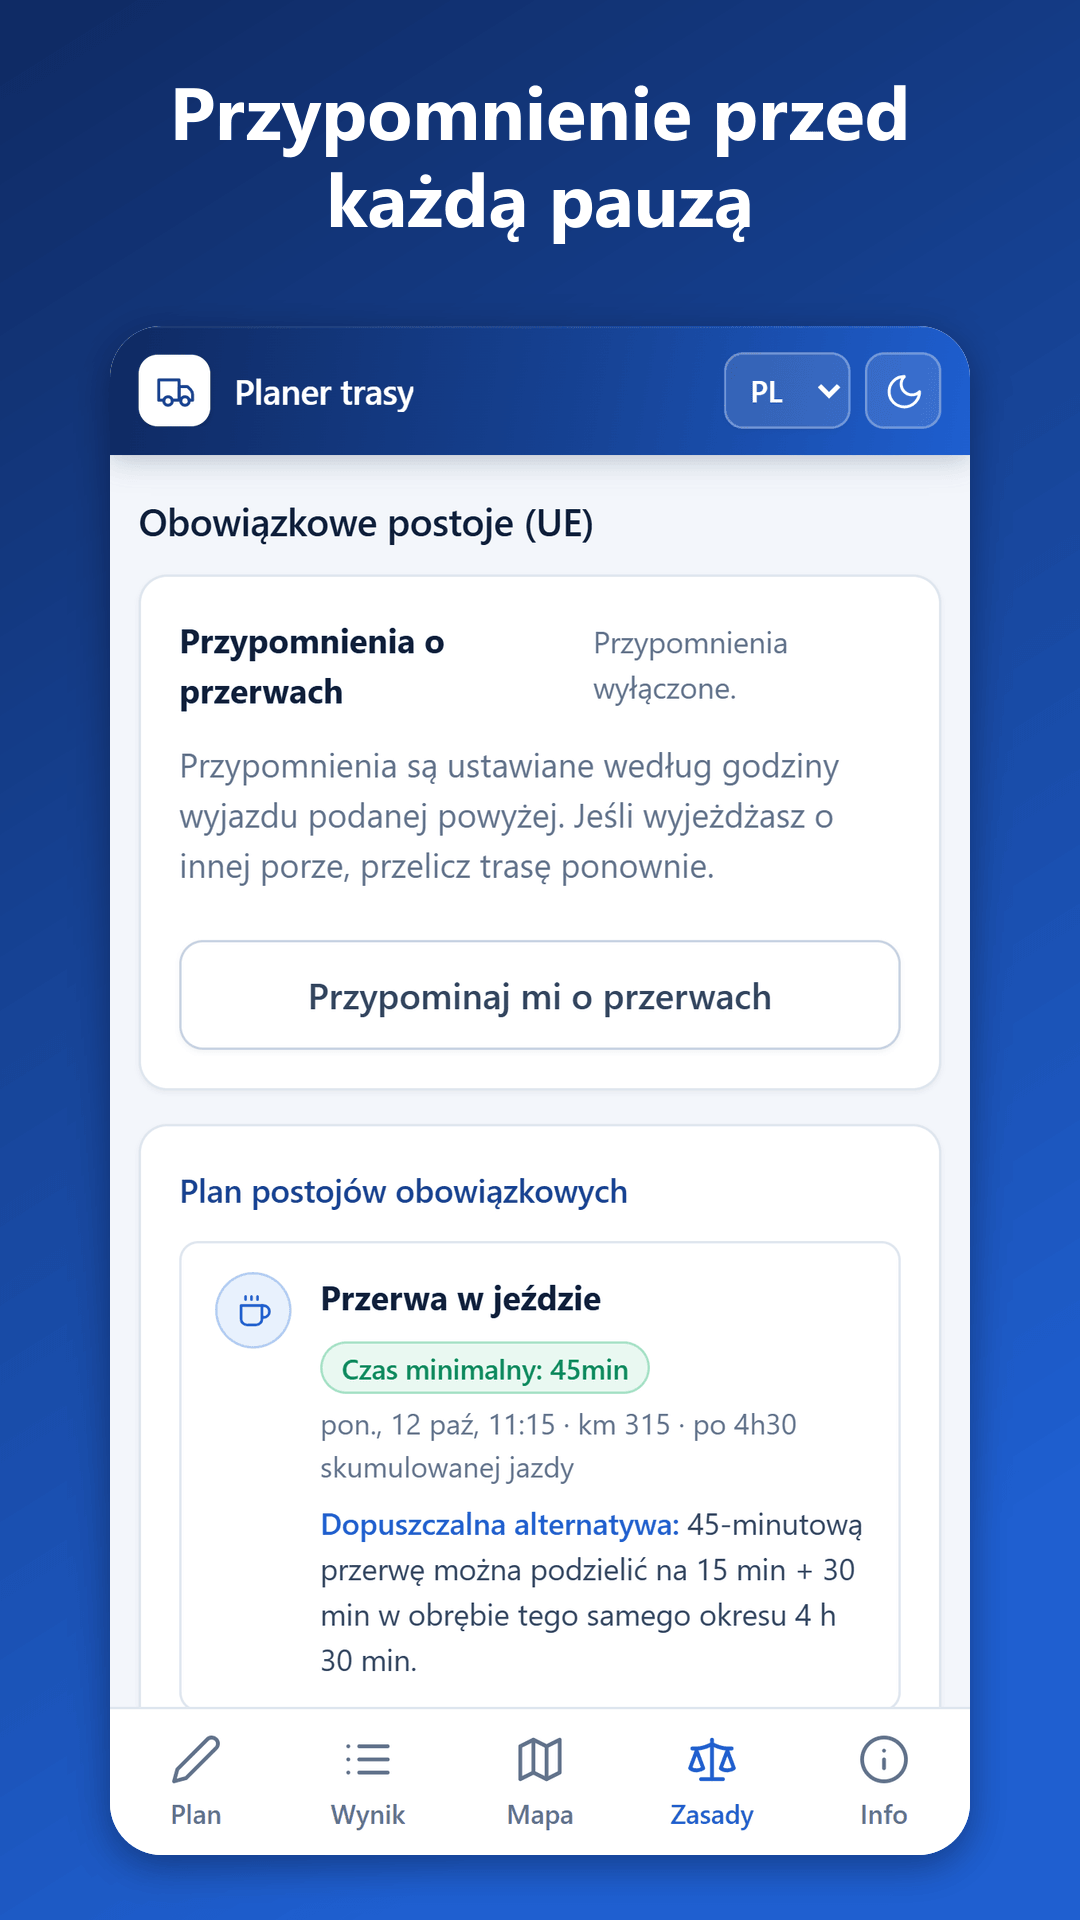 Przypomnienie przed
każdą pauzą
Planer trasy
PL
Obowiązkowe postoje (UE)
Przypomnienia o
przerwach
Przypomnienia
wyłączone.
Przypomnienia są ustawiane według godziny
wyjazdu podanej powyżej. Jeśli wyjeżdżasz o
innej porze, przelicz trasę ponownie.
Przypominaj mi o przerwach
Plan postojów obowiązkowych
Przerwa w jeździe
Czas minimalny: 45min
pon., 12 paź, 11:15 · km 315 · po 4h30
skumulowanej jazdy
Dopuszczalna alternatywa: 45-minutową
przerwę można podzielić na 15 min + 30
min w obrębie tego samego okresu 4 h
30 min.
Plan
Wynik
Mapa
Zasady
Info